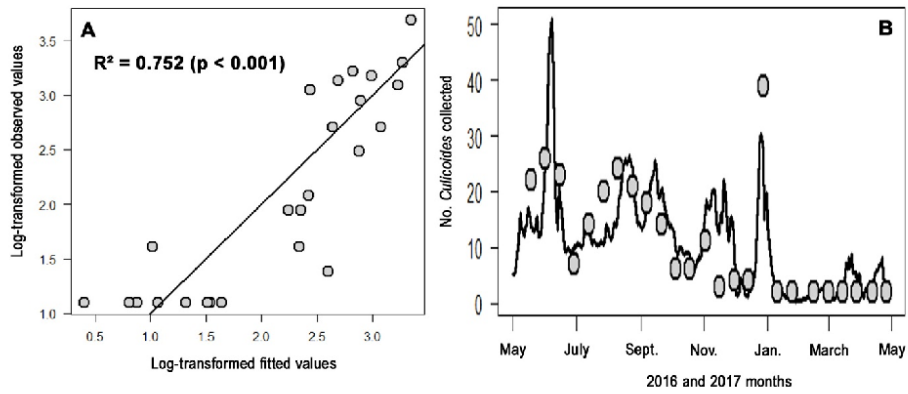 A
R² = 0.752 (p < 0.001)
Log-transformed observed values
3.5
3.0
2.5
2.0
1.5
1.0
0.5 1.0 1.5 2.0 2.5 3.0
Log-transformed fitted values
B
No. Culicoides collected
50
40
30
20
10
0
May July Sept. Nov. Jan. March May
2016 and 2017 months